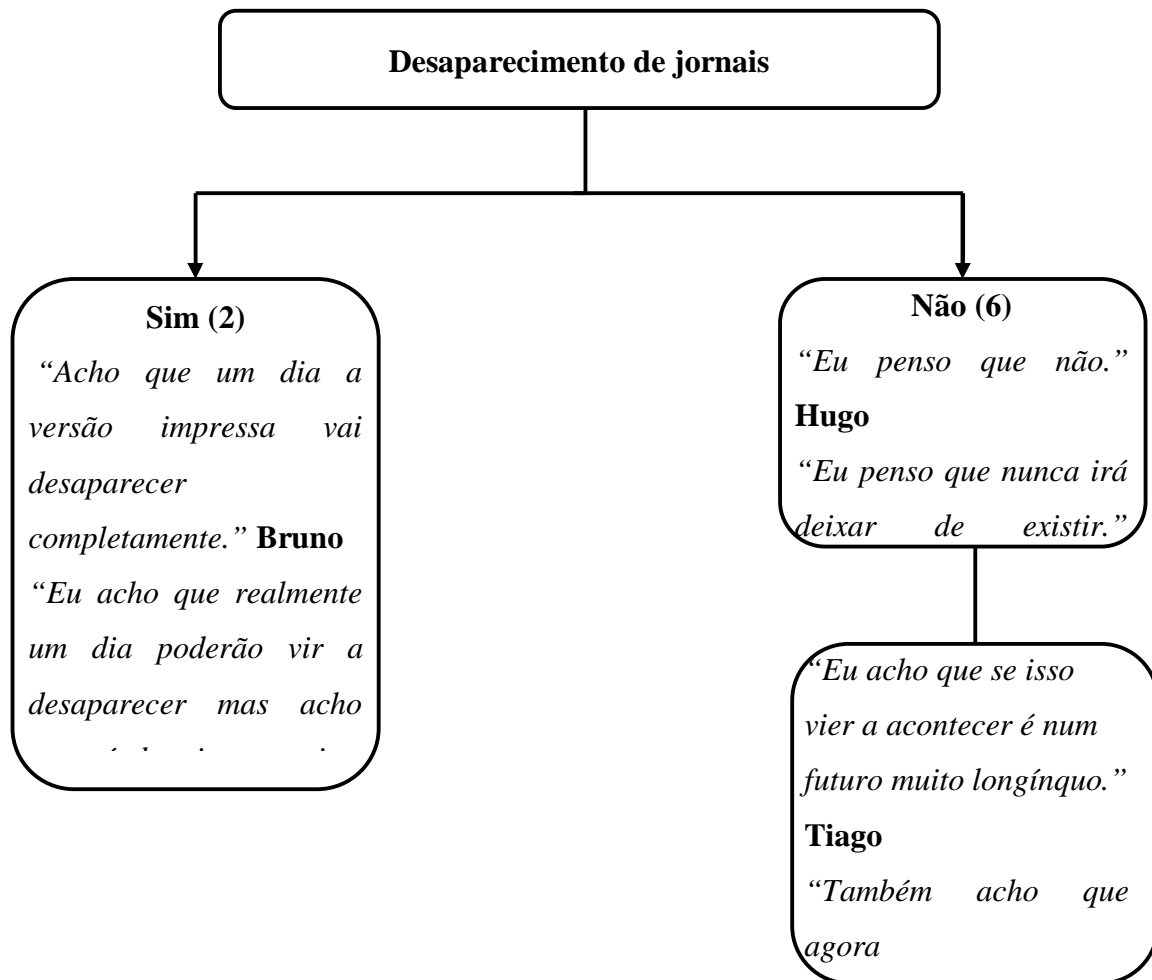 Desaparecimento de jornais
Sim (2)
“Acho que um dia a
versão impressa vai
desaparecer
completamente.” Bruno
“Eu acho que realmente
um dia poderão vir a
desaparecer mas acho
Não (6)
“Eu penso que não.”
Hugo
“Eu penso que nunca irá
deixar de existir.”
“Eu acho que se isso
vier a acontecer é num
futuro muito longínquo.”
Tiago
“Também acho que
agora